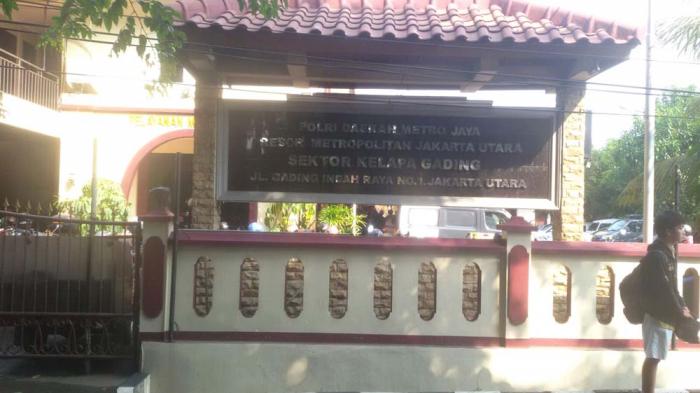 POLRI DAERAH METRO JAYA
RESOR METROPOLITAN JAKARTA UTARA
SEKTOR KELAPA GADING
JL. GADING INDAH RAYA NO.1. JAKARTA UTARA